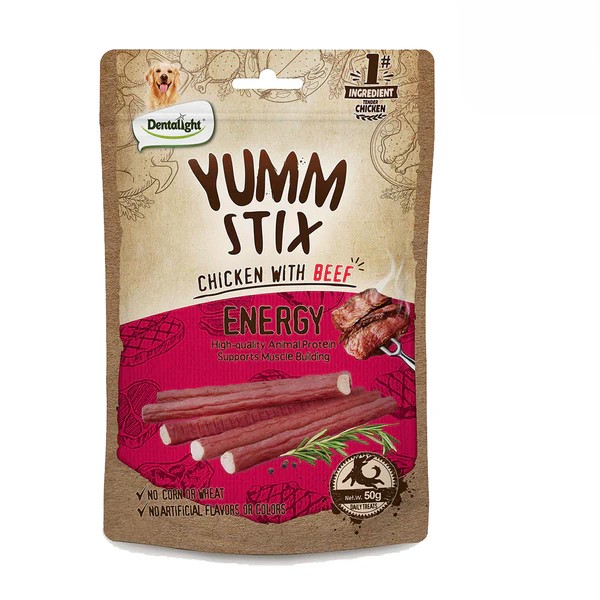 1#
INGREDIENT
TENDER
CHICKEN
Dentalight
YUMM
STIX
CHICKEN WITH BEEF
ENERGY
High-quality Animal Protein
Supports Muscle Building
✓ NO CORN OR WHEAT
✓ NO ARTIFICIAL FLAVORS OR COLORS
Net.W. 50g
DAILY TREATS